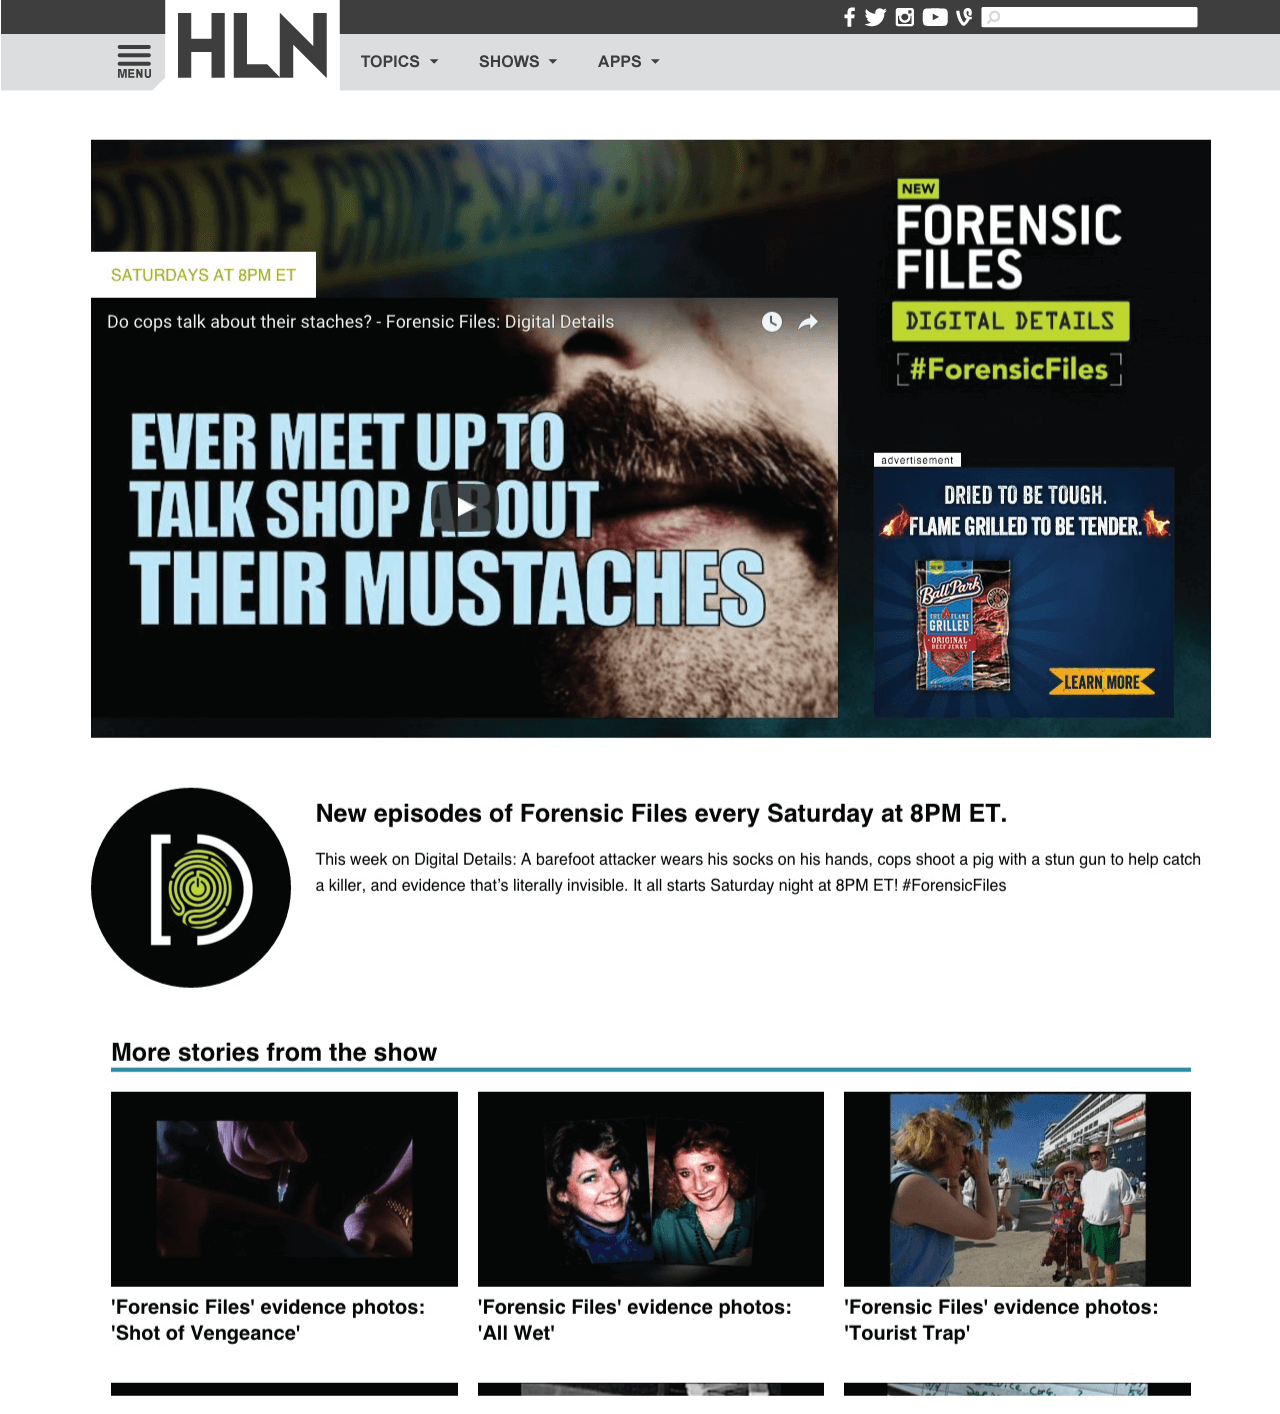 MENU
HLN
TOPICS
SHOWS
APPS
POLICE CRIME SCENE
NEW
FORENSIC
FILES
DIGITAL DETAILS
#ForensicFiles
SATURDAYS AT 8PM ET
Do cops talk about their staches? - Forensic Files: Digital Details
EVER MEET UP TO
TALK SHOP ABOUT
THEIR MUSTACHES
advertisement
DRIED TO BE TOUGH.
FLAME GRILLED TO BE TENDER.
Ball Park
FLAME
GRILLED
ORIGINAL
BEEF JERKY
LEARN MORE
New episodes of Forensic Files every Saturday at 8PM ET.
This week on Digital Details: A barefoot attacker wears his socks on his hands, cops shoot a pig with a stun gun to help catch
a killer, and evidence that’s literally invisible. It all starts Saturday night at 8PM ET! #ForensicFiles
More stories from the show
'Forensic Files' evidence photos:
'Shot of Vengeance'
'Forensic Files' evidence photos:
'All Wet'
'Forensic Files' evidence photos:
'Tourist Trap'